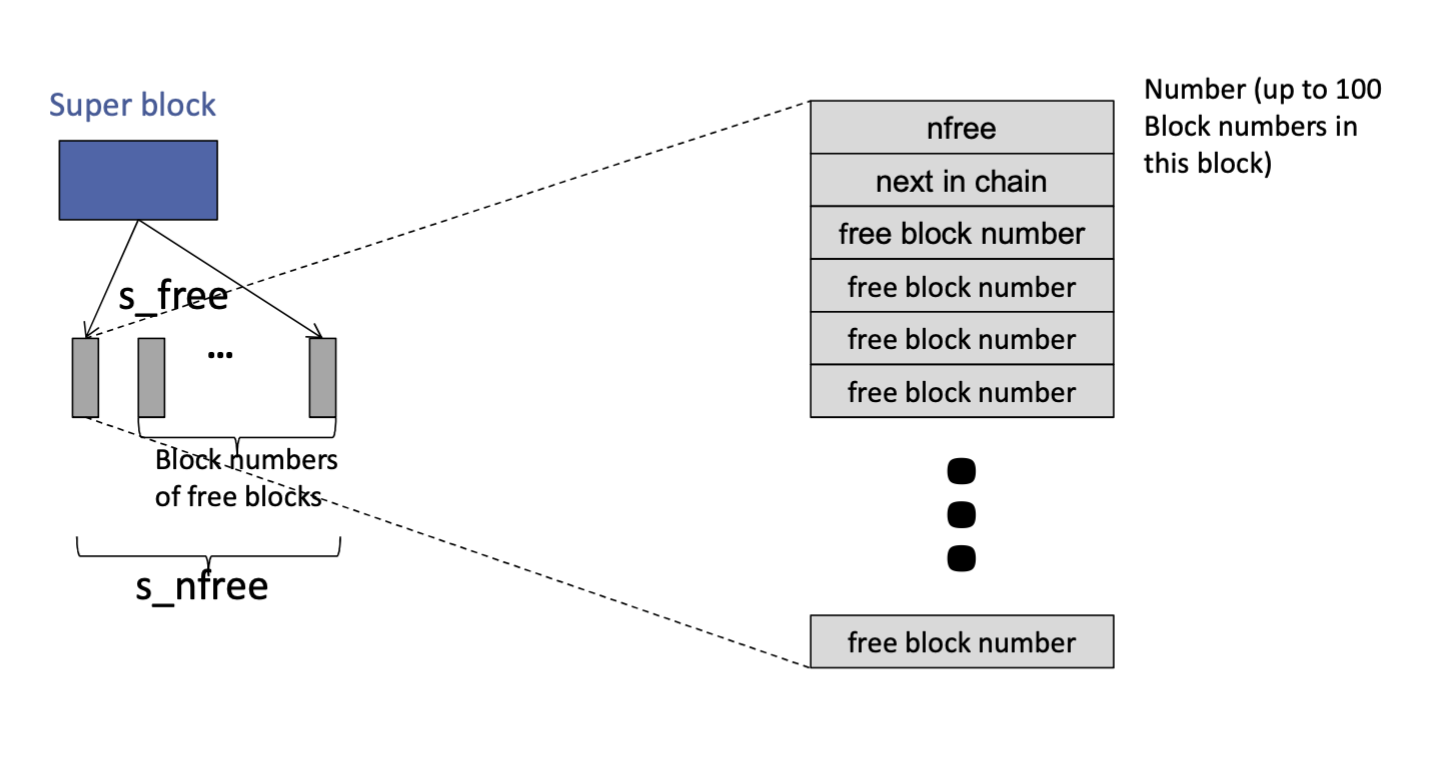 Super block
s_free
...
Block numbers
of free blocks
s_nfree
nfree
next in chain
free block number
free block number
free block number
free block number
free block number
Number (up to 100
Block numbers in
this block)